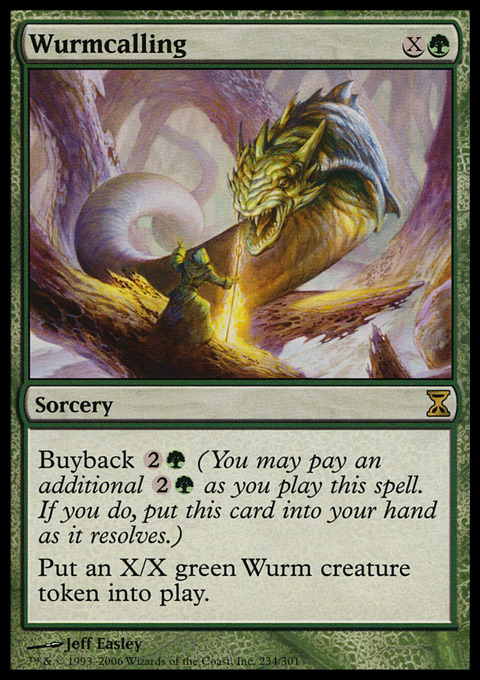 Wurmcalling X
Sorcery
Buyback 2 (You may pay an
additional 2 as you play this spell.
If you do, put this card into your hand
as it resolves.)
Put an X/X green Wurm creature
token into play.
Jeff Easley
™ & © 1993–2006 Wizards of the Coast, Inc. 234/301